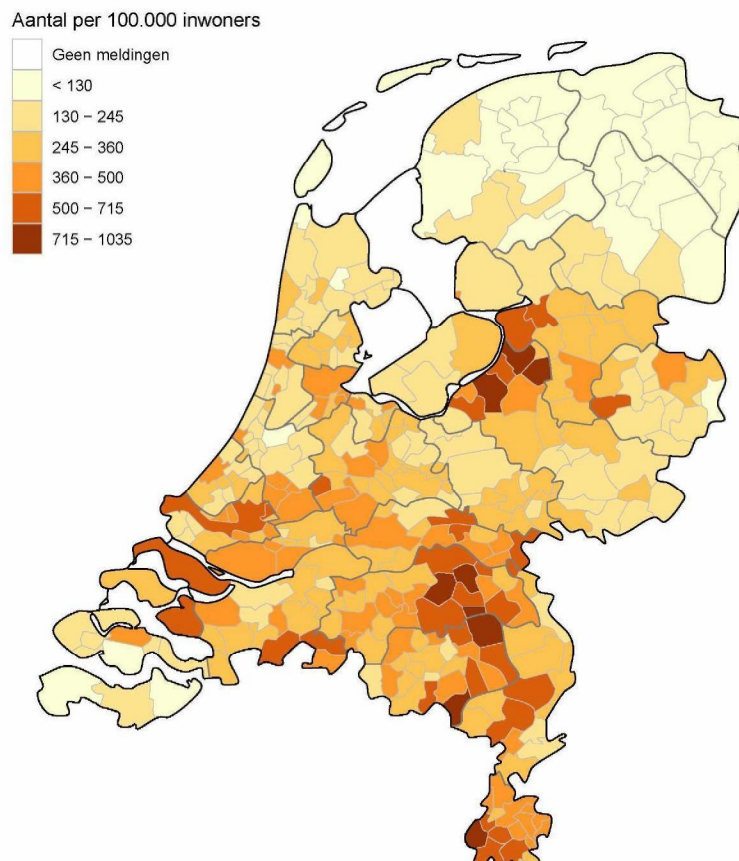 Aantal per 100.000 inwoners
Geen meldingen
< 130
130 – 245
245 – 360
360 – 500
500 – 715
715 – 1035